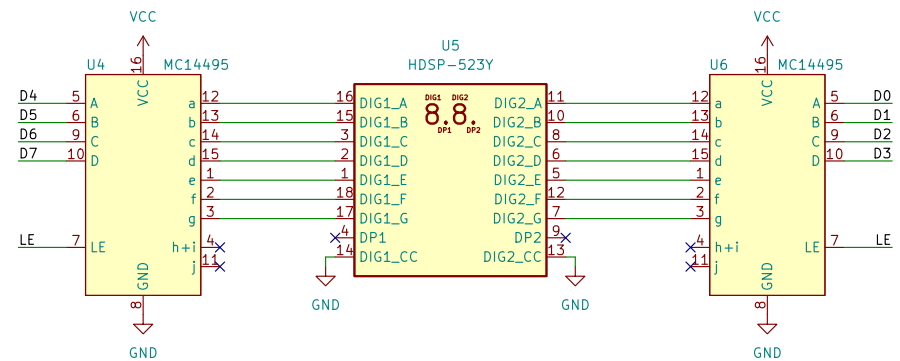 VCC
U4
MC14495
16
VCC
D4 5 A
D5 6 B
D6 9 C
D7 10 D
LE 7 LE
a 12
b 13
c 14
d 15
e 1
f 2
g 3
h+i 4
j 11
GND
8
GND
U5
HDSP-523Y
DIG1 DIG2
8.8.
DP1 DP2
16 DIG1_A DIG2_A 11
15 DIG1_B DIG2_B 10
3 DIG1_C DIG2_C 8
2 DIG1_D DIG2_D 6
1 DIG1_E DIG2_E 5
18 DIG1_F DIG2_F 12
17 DIG1_G DIG2_G 7
4 DP1 DP2 9
14 DIG1_CC DIG2_CC 13
GND
GND
VCC
U6
MC14495
16
VCC
12 a
13 b
14 c
15 d
1 e
2 f
3 g
4 h+i
11 j
A 5 D0
B 6 D1
C 9 D2
D 10 D3
LE 7 LE
GND
8
GND